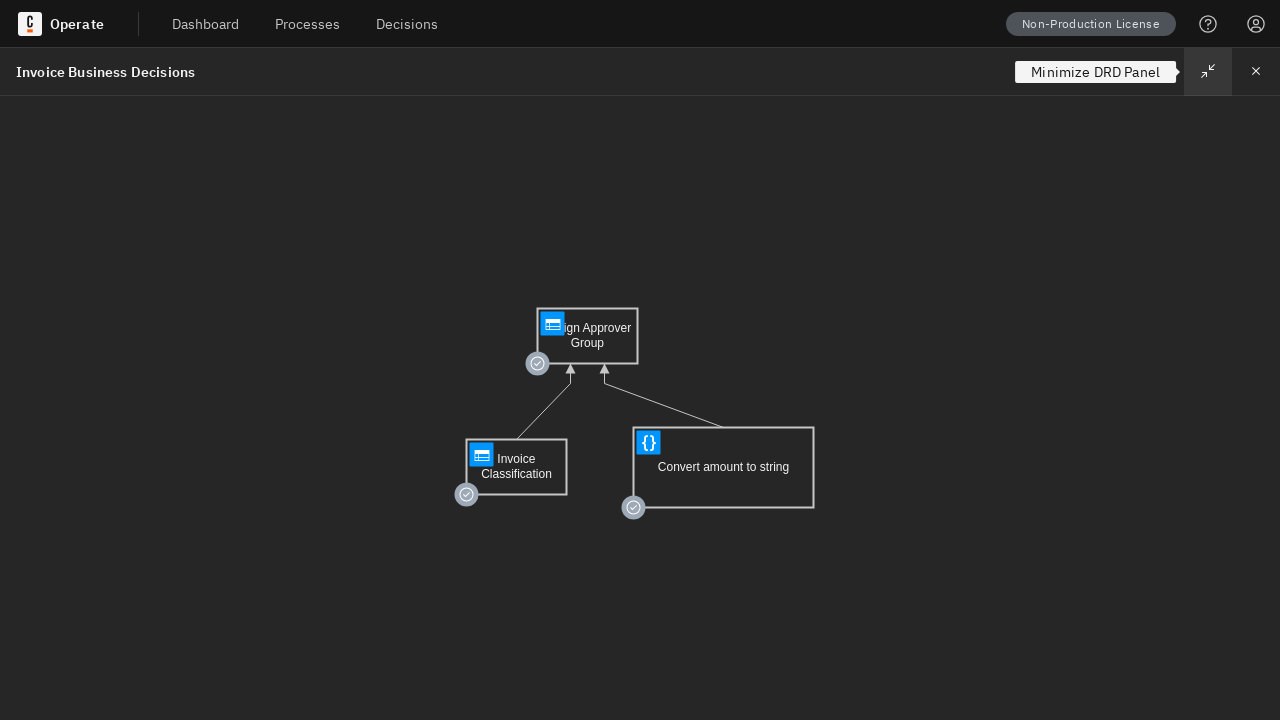 Operate
Dashboard
Processes
Decisions
Non-Production License
Invoice Business Decisions
Minimize DRD Panel
ign Approver
Group
Invoice
Classification
{}
Convert amount to string